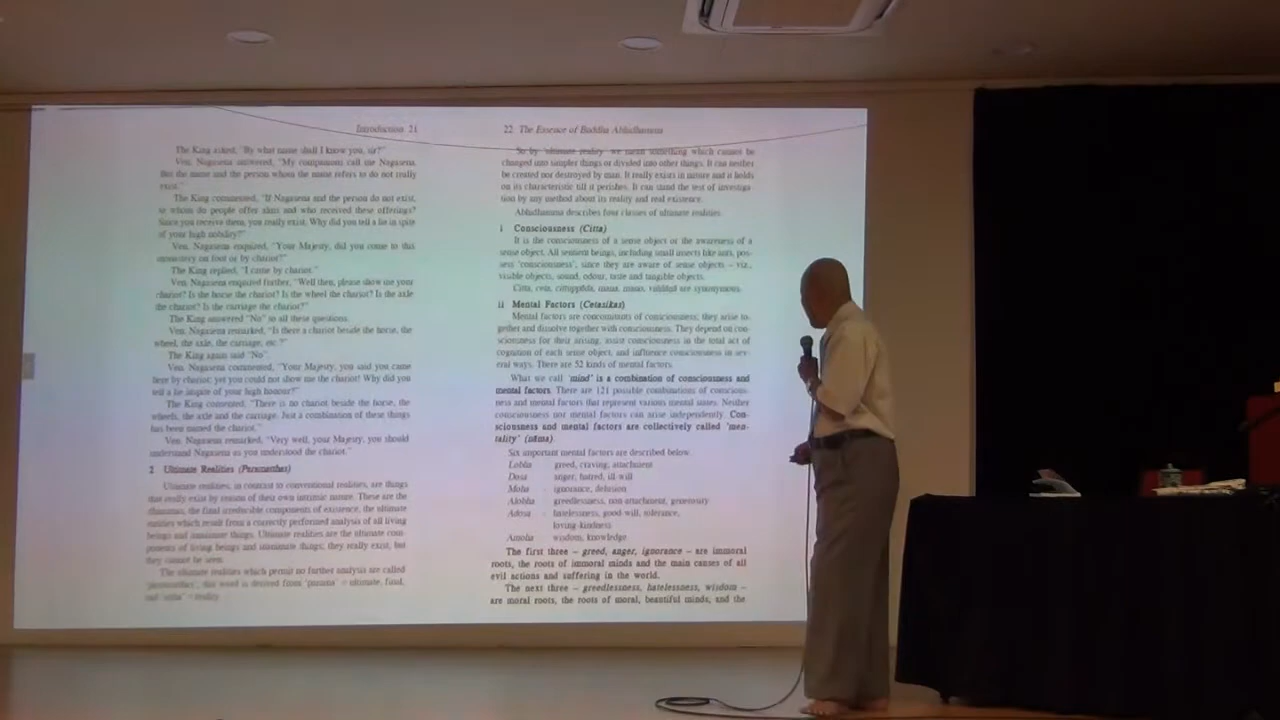 Introduction 21
The King asked, "By what name shall I know you, sir?"
Ven. Nagasena answered, "My companions call me Nagasena.
But the name and the person whom the name refers to do not really
exist."
The King commented, "If Nagasena and the person do not exist,
to whom do people offer alms and who received these offerings?
Since you receive them, you really exist. Why did you tell a lie in spite
of your high nobility?"
Ven. Nagasena enquired, "Your Majesty, did you come to this
monastery on foot or by chariot?"
The King replied, "I came by chariot."
Ven. Nagasena enquired further, "Well then, please show me your
chariot? Is the horse the chariot? Is the wheel the chariot? Is the axle
the chariot? Is the carriage the chariot?"
The King answered "No" to all these questions.
Ven. Nagasena remarked, "Is there a chariot beside the horse, the
wheel, the axle, the carriage, etc.?"
The King again said "No".
Ven. Nagasena commented, "Your Majesty, you said you came
here by chariot; yet you could not show me the chariot! Why did you
tell a lie inspite of your high honour?"
The King comented, "There is no chariot beside the horse, the
wheels, the axle and the carriage. Just a combination of these things
has been named the chariot."
Ven. Nagasena remarked, "Very well, your Majesty, you should
understand Nagasena as you understood the chariot."
2 Ultimate Realities (Paramatthas)
Ultimate realities, in contrast to conventional realities, are things
that really exist by reason of their own intrinsic nature. These are the
dhammas, the final irreducible components of existence, the ultimate
entities which result from a correctly performed analysis of all living
beings and inanimate things. Ultimate realities are the ultimate com-
ponents of living beings and inanimate things; they really exist, but
they cannot be seen.
The ultimate realities which permit no further analysis are called
'paramatthas'; this word is derived from 'parama' = ultimate, final,
and 'attha' = reality.
22 The Essence of Buddha Abhidhamma
So by 'ultimate reality' we mean something which cannot be
changed into simpler things or divided into other things. It can neither
be created nor destroyed by man. It really exists in nature and it holds
on its characteristic till it perishes. It can stand the test of investiga-
tion by any method about its reality and real existence.
Abhidhamma describes four classes of ultimate realities.
i Consciousness (Citta)
It is the consciousness of a sense object or the awareness of a
sense object. All sentient beings, including small insects like ants, pos-
sess 'consciousness', since they are aware of sense objects – viz.,
visible objects, sound, odour, taste and tangible objects.
Citta, ceta, cittuppāda, mana, mano, viññāṇa are synonymous.
ii Mental Factors (Cetasikas)
Mental factors are concomitants of consciousness; they arise to-
gether and dissolve together with consciousness. They depend on con-
sciousness for their arising, assist consciousness in the total act of
cognition of each sense object, and influence consciousness in sev-
eral ways. There are 52 kinds of mental factors.
What we call 'mind' is a combination of consciousness and
mental factors. There are 121 possible combinations of conscious-
ness and mental factors that represent various mental states. Neither
consciousness nor mental factors can arise independently. Con-
sciousness and mental factors are collectively called 'men-
tality' (nāma).
Six important mental factors are described below.
Lobha - greed, craving, attachment
Dosa - anger, hatred, ill-will
Moha - ignorance, delusion
Alobha - greedlessness, non-attachment, generosity
Adosa - hatelessness, good-will, tolerance,
loving-kindness
Amoha - wisdom, knowledge.
The first three – greed, anger, ignorance – are immoral
roots, the roots of immoral minds and the main causes of all
evil actions and suffering in the world.
The next three – greedlessness, hatelessness, wisdom –
are moral roots, the roots of moral, beautiful minds, and the